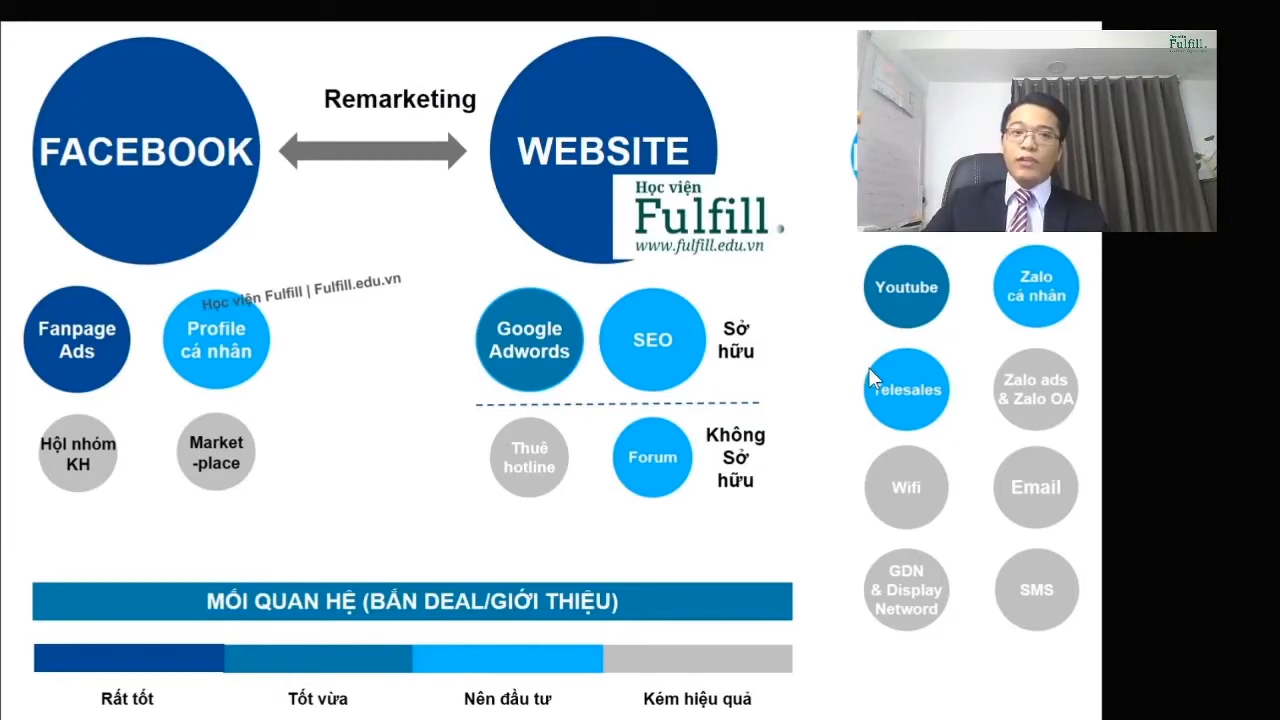 FACEBOOK
Remarketing
WEBSITE
Học viện
Fulfill.
www.fulfill.edu.vn
Fulfill.
Học viện Fulfill | Fulfill.edu.vn
Fanpage
Ads
Profile
cá nhân
Google
Adwords
SEO
Sở
hữu
Youtube
Zalo
cá nhân
Telesales
Zalo ads
& Zalo OA
Hộl nhóm
KH
Market
-place
Thuê
hotline
Forum
Không
Sở
hữu
Wifi
Email
GDN
& Display
Netword
SMS
MỐI QUAN HỆ (BẮN DEAL/GIỚI THIỆU)
Rất tốt
Tốt vừa
Nên đầu tư
Kém hiệu quả